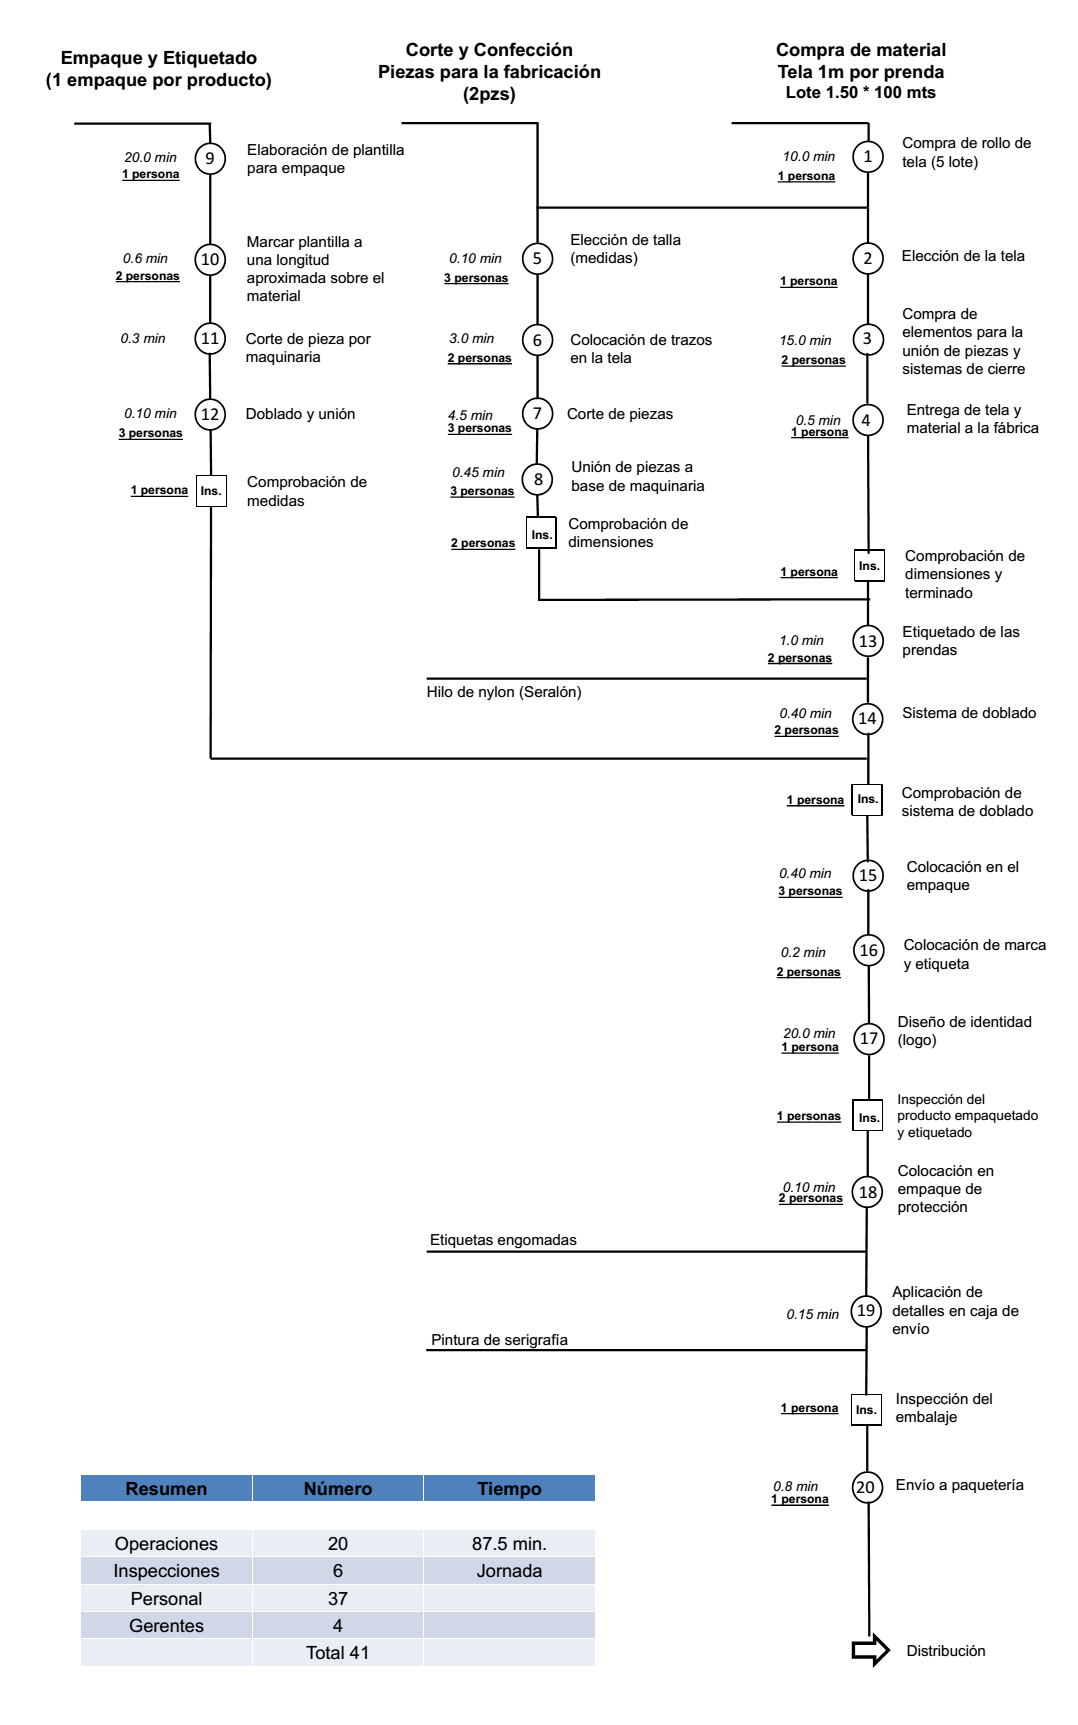 Empaque y Etiquetado
(1 empaque por producto)
20.0 min
1 persona
9
Elaboración de plantilla
para empaque
0.6 min
2 personas
10
Marcar plantilla a
una longitud
aproximada sobre el
material
0.3 min
11
Corte de pieza por
maquinaria
0.10 min
3 personas
12
Doblado y unión
1 persona
Ins.
Comprobación de
medidas
Corte y Confección
Piezas para la fabricación
(2pzs)
0.10 min
3 personas
5
Elección de talla
(medidas)
3.0 min
2 personas
6
Colocación de trazos
en la tela
4.5 min
3 personas
7
Corte de piezas
0.45 min
3 personas
8
Unión de piezas a
base de maquinaria
2 personas
Ins.
Comprobación de
dimensiones
Compra de material
Tela 1m por prenda
Lote 1.50 * 100 mts
10.0 min
1 persona
1
Compra de rollo de
tela (5 lote)
1 persona
2
Elección de la tela
15.0 min
2 personas
3
Compra de
elementos para la
unión de piezas y
sistemas de cierre
0.5 min
1 persona
4
Entrega de tela y
material a la fábrica
1 persona
Ins.
Comprobación de
dimensiones y
terminado
1.0 min
2 personas
13
Etiquetado de las
prendas
Hilo de nylon (Seralón)
0.40 min
2 personas
14
Sistema de doblado
1 persona
Ins.
Comprobación de
sistema de doblado
0.40 min
3 personas
15
Colocación en el
empaque
0.2 min
2 personas
16
Colocación de marca
y etiqueta
20.0 min
1 persona
17
Diseño de identidad
(logo)
1 personas
Ins.
Inspección del
producto empaquetado
y etiquetado
0.10 min
2 personas
18
Colocación en
empaque de
protección
Etiquetas engomadas
0.15 min
19
Aplicación de
detalles en caja de
envío
Pintura de serigrafía
1 persona
Ins.
Inspección del
embalaje
0.8 min
1 persona
20
Envío a paquetería
Distribución
Resumen Número Tiempo
Operaciones 20 87.5 min.
Inspecciones 6 Jornada
Personal 37
Gerentes 4
Total 41